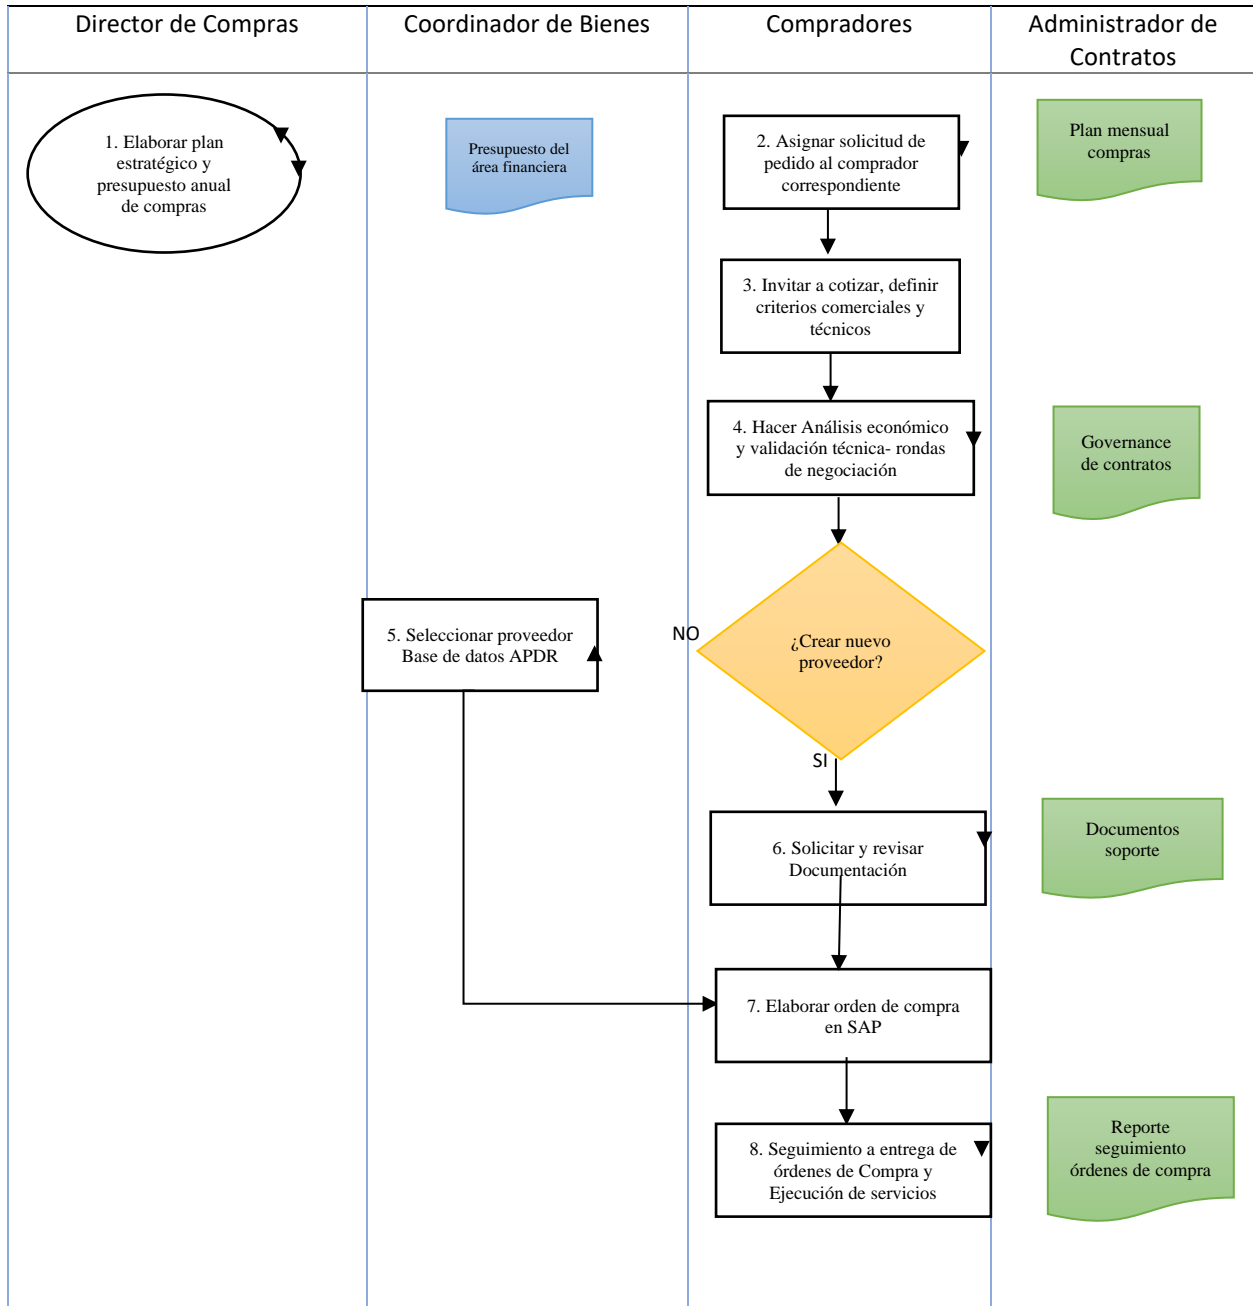 Director de Compras
Coordinador de Bienes
Compradores
Administrador de
Contratos
1. Elaborar plan
estratégico y
presupuesto anual
de compras
Presupuesto del
área financiera
2. Asignar solicitud de
pedido al comprador
correspondiente
Plan mensual
compras
3. Invitar a cotizar, definir
criterios comerciales y
técnicos
4. Hacer Análisis económico
y validación técnica- rondas
de negociación
Governance
de contratos
5. Seleccionar proveedor
Base de datos APDR
NO
¿Crear nuevo
proveedor?
SI
6. Solicitar y revisar
Documentación
Documentos
soporte
7. Elaborar orden de compra
en SAP
8. Seguimiento a entrega de
órdenes de Compra y
Ejecución de servicios
Reporte
seguimiento
órdenes de compra